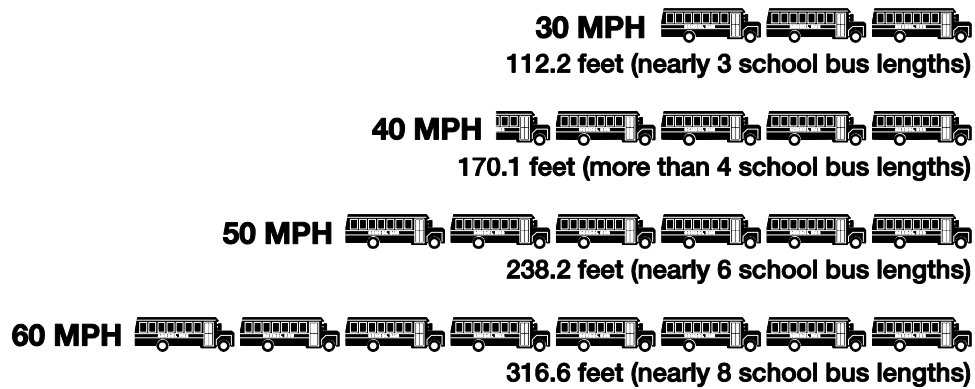 30 MPH
112.2 feet (nearly 3 school bus lengths)
40 MPH
170.1 feet (more than 4 school bus lengths)
50 MPH
238.2 feet (nearly 6 school bus lengths)
60 MPH
316.6 feet (nearly 8 school bus lengths)